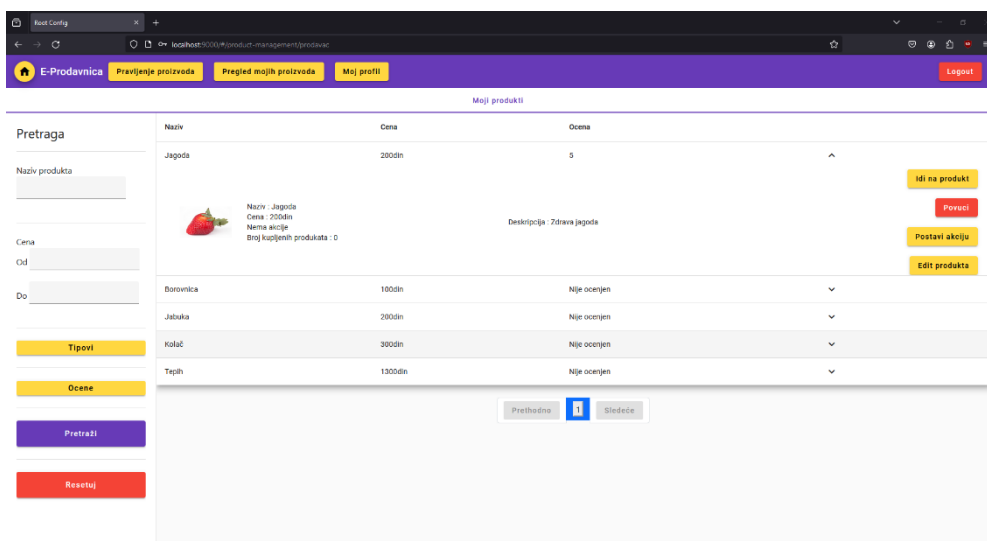 Root Config
localhost:9000/#/product-management/prodavac
E-Prodavnica
Pravljenje proizvoda
Pregled mojih proizvoda
Moj profil
Logout
Moji produkti
Pretraga
Naziv produkta
Cena
Od
Do
Tipovi
Ocene
Pretraži
Resetuj
Naziv Cena Ocena
Jagoda 200din 5
Naziv : Jagoda
Cena : 200din
Nema akcije
Broj kupljenih produkata : 0
Deskripcija : Zdrava jagoda
Idi na produkt
Povuci
Postavi akciju
Edit produkta
Borovnica 100din Nije ocenjen
Jabuka 200din Nije ocenjen
Kolač 300din Nije ocenjen
Tepih 1300din Nije ocenjen
Prethodno 1 Sledeće